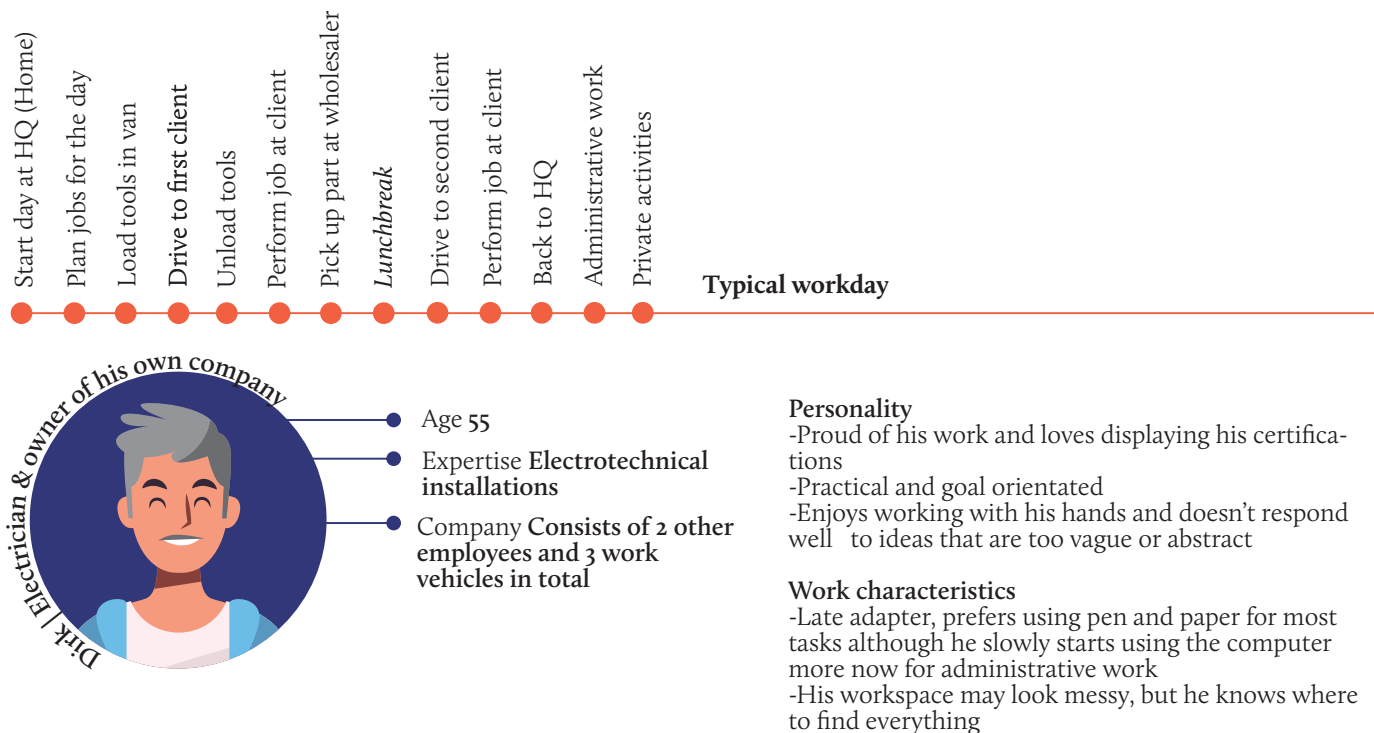 Start day at HQ (Home)
Plan jobs for the day
Load tools in van
Drive to first client
Unload tools
Perform job at client
Pick up part at wholesaler
Lunchbreak
Drive to second client
Perform job at client
Back to HQ
Administrative work
Private activities
Typical workday
Dirk | Electrician & owner of his own company
Age 55
Expertise Electrotechnical
installations
Company Consists of 2 other
employees and 3 work
vehicles in total
Personality
-Proud of his work and loves displaying his certifica-
tions
-Practical and goal orientated
-Enjoys working with his hands and doesn't respond
well to ideas that are too vague or abstract
Work characteristics
-Late adapter, prefers using pen and paper for most
tasks although he slowly starts using the computer
more now for administrative work
-His workspace may look messy, but he knows where
to find everything